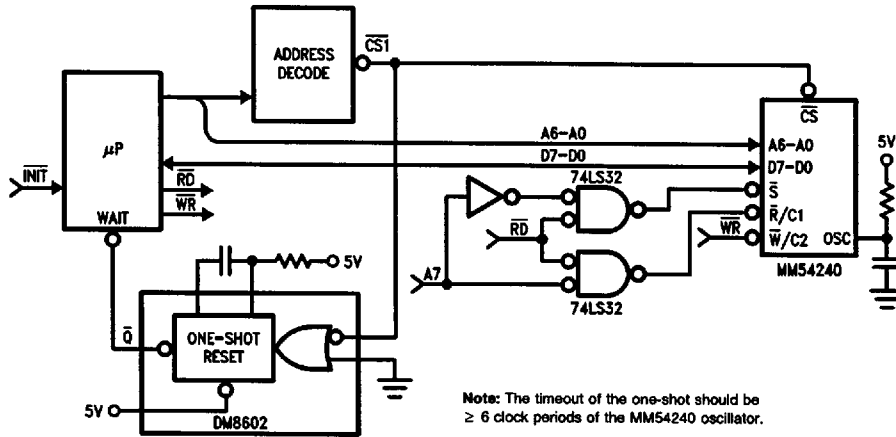 ADDRESS
DECODE
CS1
μP
CS
A6-A0
D7-D0
A6-A0
D7-D0
5V
INIT
RD
WR
WAIT
74LS32
S
R/C1
W/C2
OSC
RD
WR
A7
74LS32
MM54240
5V
Q
ONE-SHOT
RESET
5V
DM8602
Note: The timeout of the one-shot should be
≥ 6 clock periods of the MM54240 oscillator.